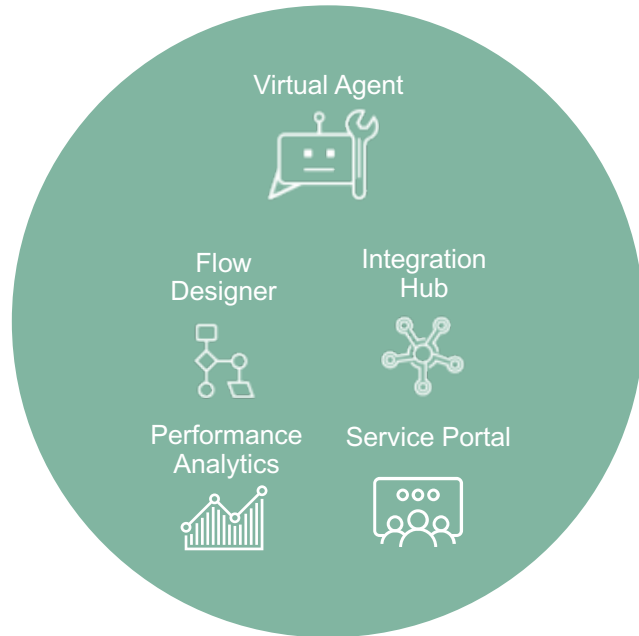 Virtual Agent
Flow
Designer
Integration
Hub
Performance
Analytics
Service Portal